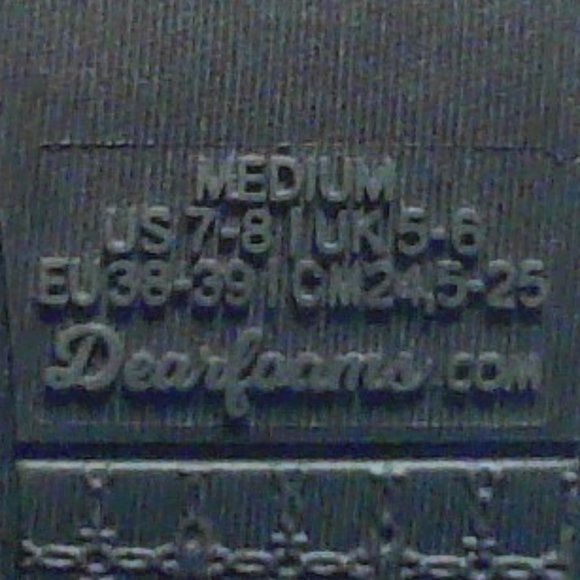 MEDIUM
US 7-8 | UK 5-6
EU 38-39 | CM 24,5-25
Dearfoams.com